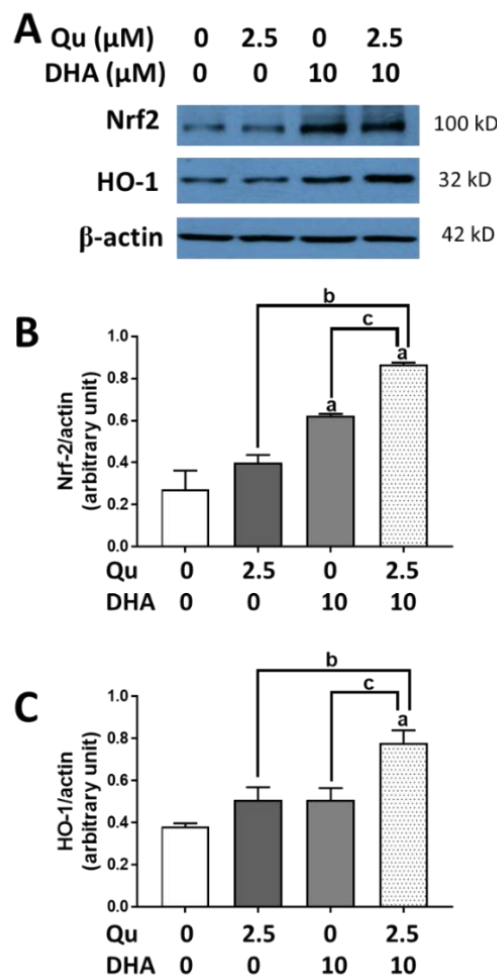 A
Qu (μM) 0 2.5 0 2.5
DHA (μM) 0 0 10 10
Nrf2 100 kD
HO-1 32 kD
β-actin 42 kD
B
b
c
a
a
1.0
0.8
0.6
0.4
0.2
0.0
Nrf-2/actin
(arbitrary unit)
Qu 0 2.5 0 2.5
DHA 0 0 10 10
C
b
c
a
1.0
0.8
0.6
0.4
0.2
0.0
HO-1/actin
(arbitrary unit)
Qu 0 2.5 0 2.5
DHA 0 0 10 10